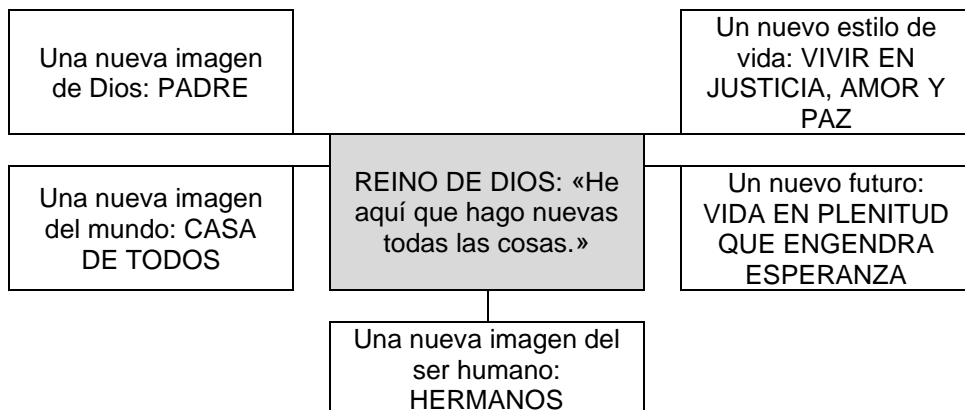 Una nueva imagen
de Dios: PADRE
Un nuevo estilo de
vida: VIVIR EN
JUSTICIA, AMOR Y
PAZ
Una nueva imagen
del mundo: CASA
DE TODOS
REINO DE DIOS: «He
aquí que hago nuevas
todas las cosas.»
Un nuevo futuro:
VIDA EN PLENITUD
QUE ENGENDRA
ESPERANZA
Una nueva imagen del
ser humano:
HERMANOS